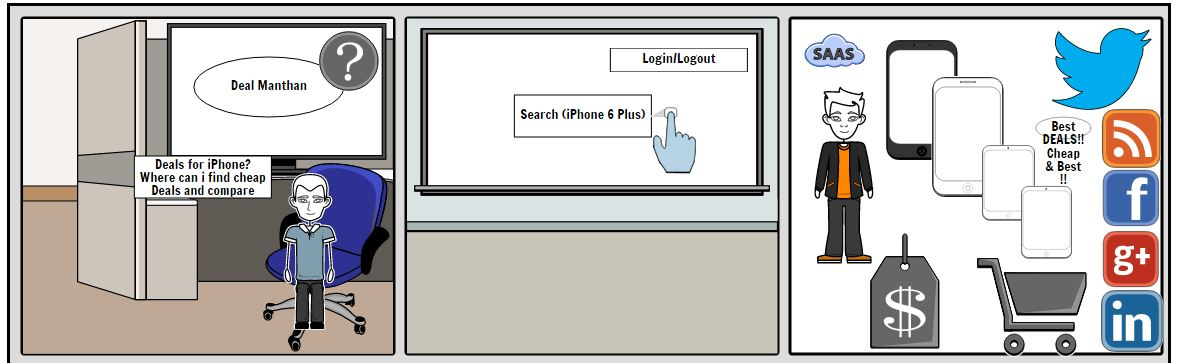 Deal Manthan
?
Deals for iPhone?
Where can i find cheap
Deals and compare
Login/Logout
Search (iPhone 6 Plus)
SAAS
Best
DEALS!!
Cheap
& Best
!!
f
g+
in
$